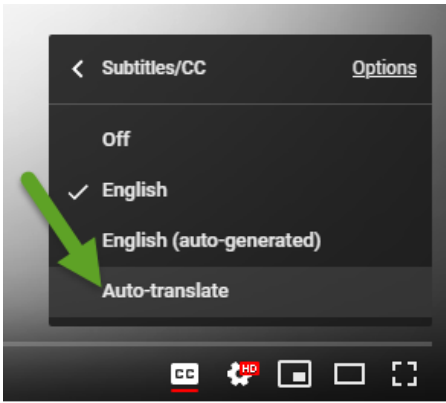 Subtitles/CC Options
Off
English
English (auto-generated)
Auto-translate
CC HD